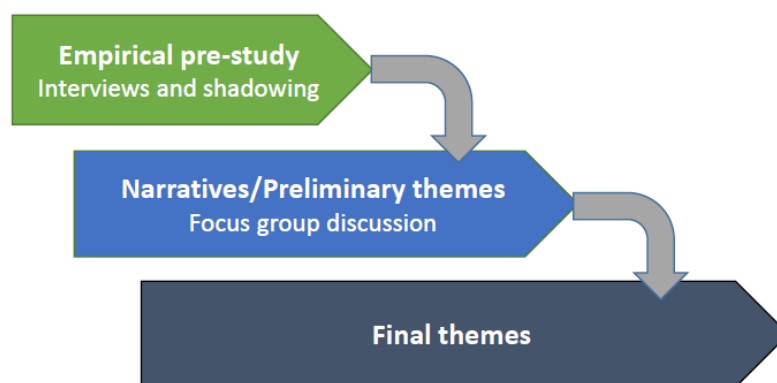 Empirical pre-study
Interviews and shadowing
Narratives/Preliminary themes
Focus group discussion
Final themes